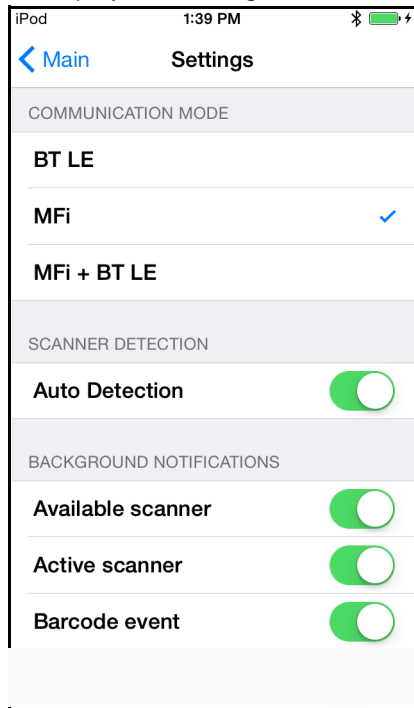 iPod 1:39 PM
Main Settings
COMMUNICATION MODE
BT LE
MFi
MFi + BT LE
SCANNER DETECTION
Auto Detection
BACKGROUND NOTIFICATIONS
Available scanner
Active scanner
Barcode event